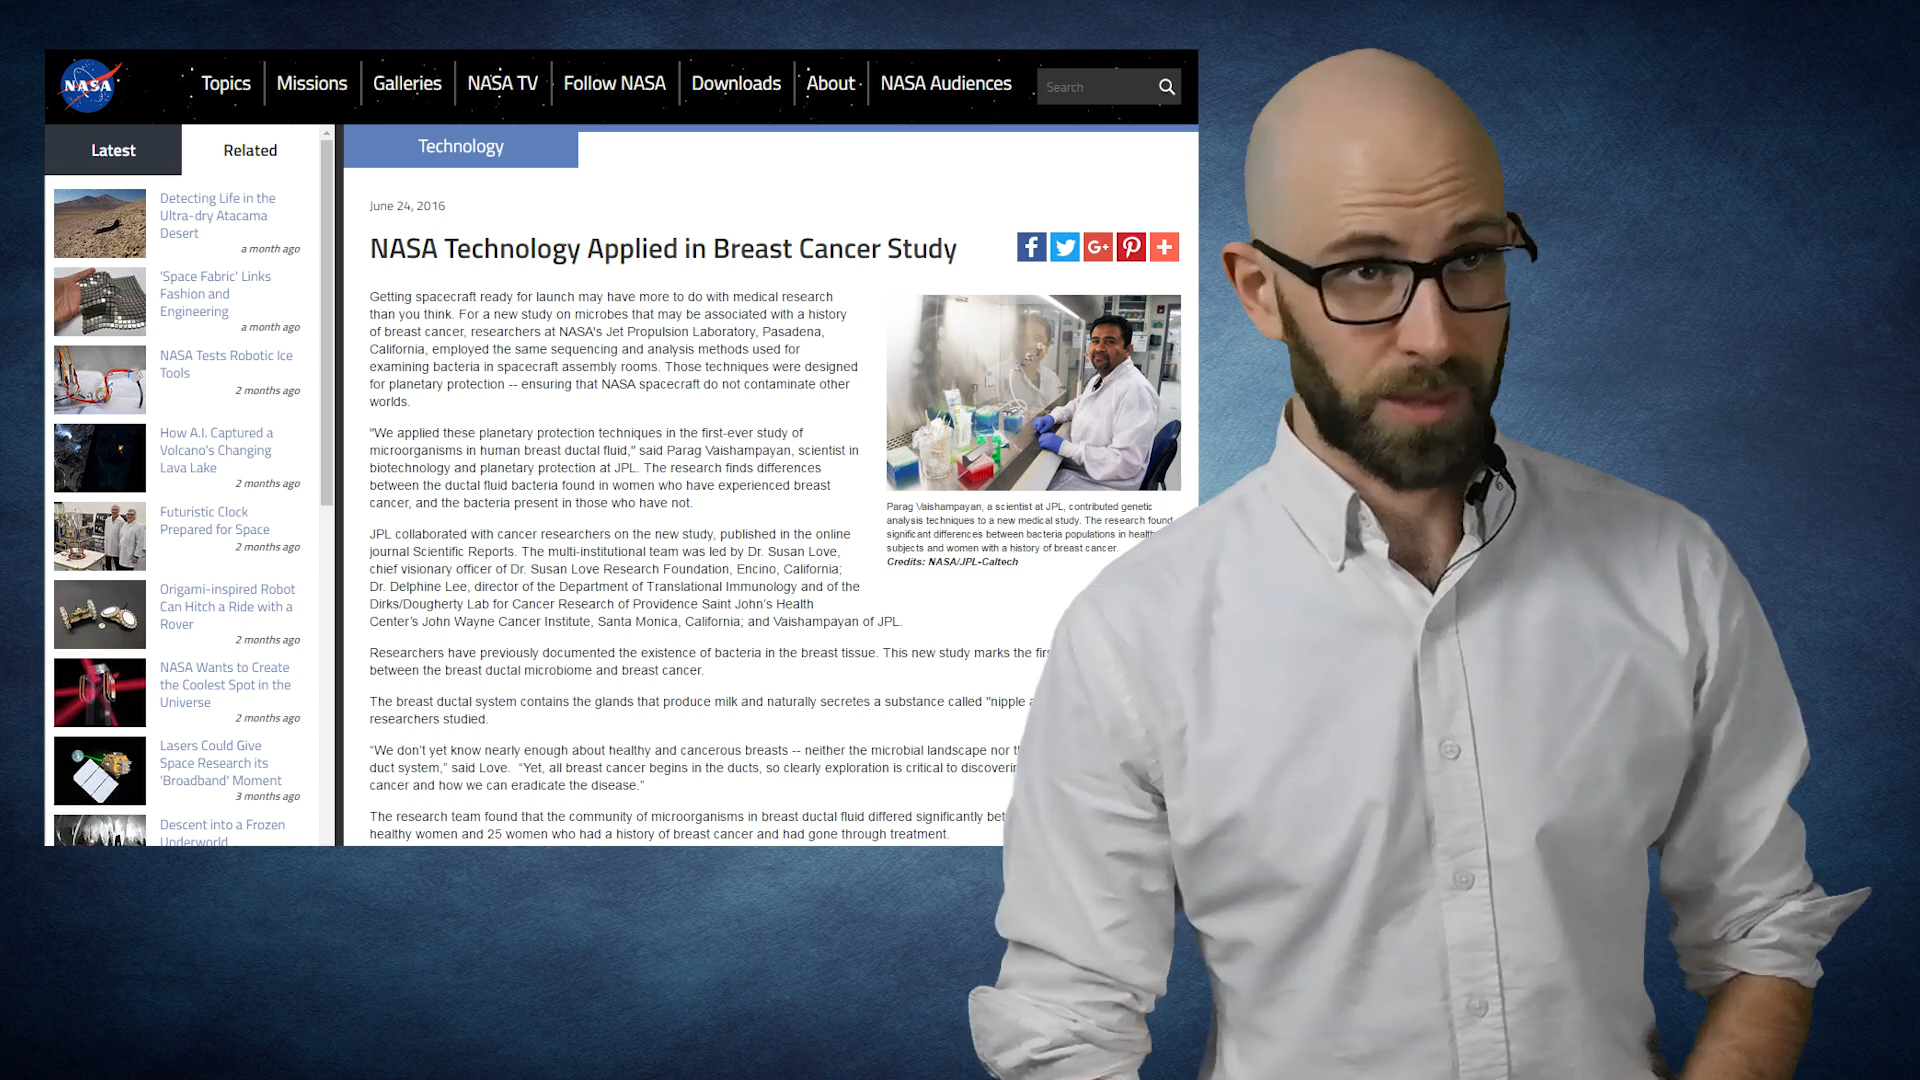 NASA
Topics
Missions
Galleries
NASA TV
Follow NASA
Downloads
About
NASA Audiences
Search
Latest
Related
Detecting Life in the
Ultra-dry Atacama
Desert
a month ago
'Space Fabric' Links
Fashion and
Engineering
a month ago
NASA Tests Robotic Ice
Tools
2 months ago
How A.I. Captured a
Volcano's Changing
Lava Lake
2 months ago
Futuristic Clock
Prepared for Space
2 months ago
Origami-inspired Robot
Can Hitch a Ride with a
Rover
2 months ago
NASA Wants to Create
the Coolest Spot in the
Universe
2 months ago
Lasers Could Give
Space Research its
'Broadband' Moment
3 months ago
Descent into a Frozen
Underworld
Technology
June 24, 2016
NASA Technology Applied in Breast Cancer Study
Getting spacecraft ready for launch may have more to do with medical research
than you think. For a new study on microbes that may be associated with a history
of breast cancer, researchers at NASA's Jet Propulsion Laboratory, Pasadena,
California, employed the same sequencing and analysis methods used for
examining bacteria in spacecraft assembly rooms. Those techniques were designed
for planetary protection -- ensuring that NASA spacecraft do not contaminate other
worlds.
"We applied these planetary protection techniques in the first-ever study of
microorganisms in human breast ductal fluid," said Parag Vaishampayan, scientist in
biotechnology and planetary protection at JPL. The research finds differences
between the ductal fluid bacteria found in women who have experienced breast
cancer, and the bacteria present in those who have not.
Parag Vaishampayan, a scientist at JPL, contributed genetic
analysis techniques to a new medical study. The research found
significant differences between bacteria populations in health
subjects and women with a history of breast cancer.
Credits: NASA/JPL-Caltech
JPL collaborated with cancer researchers on the new study, published in the online
journal Scientific Reports. The multi-institutional team was led by Dr. Susan Love,
chief visionary officer of Dr. Susan Love Research Foundation, Encino, California;
Dr. Delphine Lee, director of the Department of Translational Immunology and of the
Dirks/Dougherty Lab for Cancer Research of Providence Saint John's Health
Center's John Wayne Cancer Institute, Santa Monica, California; and Vaishampayan of JPL.
Researchers have previously documented the existence of bacteria in the breast tissue. This new study marks the
between the breast ductal microbiome and breast cancer.
The breast ductal system contains the glands that produce milk and naturally secretes a substance called "nipple
researchers studied.
“We don't yet know nearly enough about healthy and cancerous breasts -- neither the microbial landscape nor
duct system,” said Love. “Yet, all breast cancer begins in the ducts, so clearly exploration is critical to
cancer and how we can eradicate the disease.”
The research team found that the community of microorganisms in breast ductal fluid differed significantly
healthy women and 25 women who had a history of breast cancer and had gone through treatment.